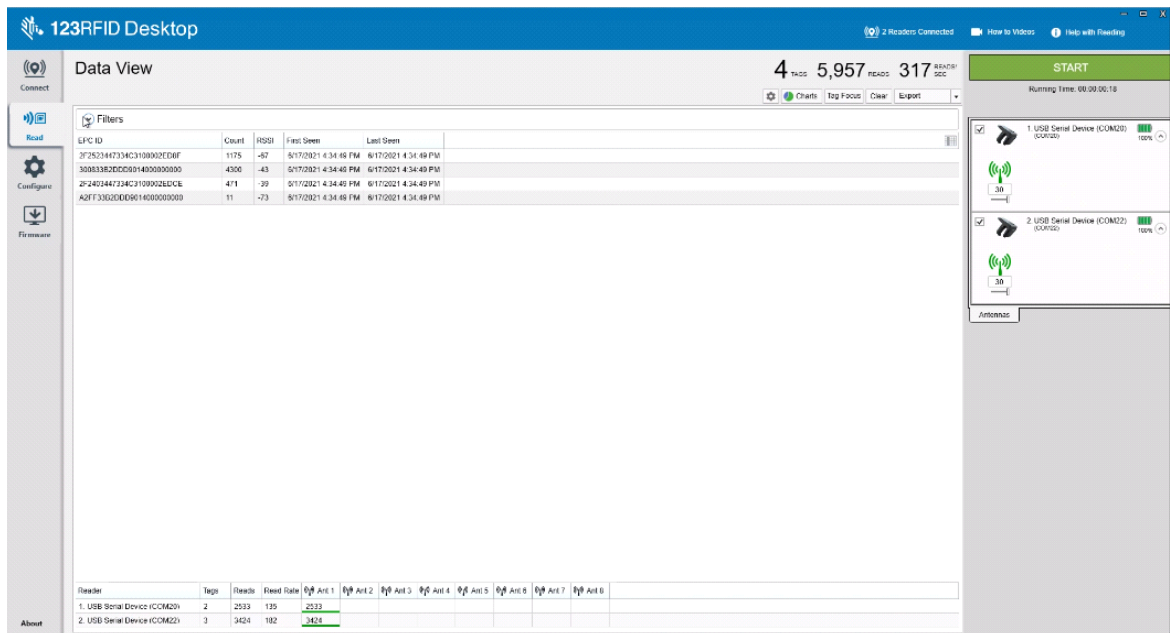 123RFID Desktop
2 Readers Connected How to Videos Help with Reading
– X
Connect
Read
Configure
Firmware
About
Data View
4 TAGS 5,957 READS 317 READS/ SEC
Charts Tag Focus Clear Export
Filters
EPC ID Count RSSI First Seen Last Seen
1175 -67 6/17/2021 4:34:49 PM 6/17/2021 4:34:49 PM
300833B2DDD9014000000000 4300 -43 6/17/2021 4:34:49 PM 6/17/2021 4:34:49 PM
471 -39 6/17/2021 4:34:49 PM 6/17/2021 4:34:49 PM
A2FF33B2DDD9014000000000 11 -73 6/17/2021 4:34:49 PM 6/17/2021 4:34:49 PM
Reader Tags Reads Read Rate Ant 1 Ant 2 Ant 3 Ant 4 Ant 5 Ant 6 Ant 7 Ant 8
1. USB Serial Device (COM20) 2 2533 135 2533
2. USB Serial Device (COM22) 3 3424 182 3424
START
Running Time: 00:00:00:18
1. USB Serial Device (COM20)
(COM20)
100%
30
2. USB Serial Device (COM22)
(COM22)
100%
30
Antennas